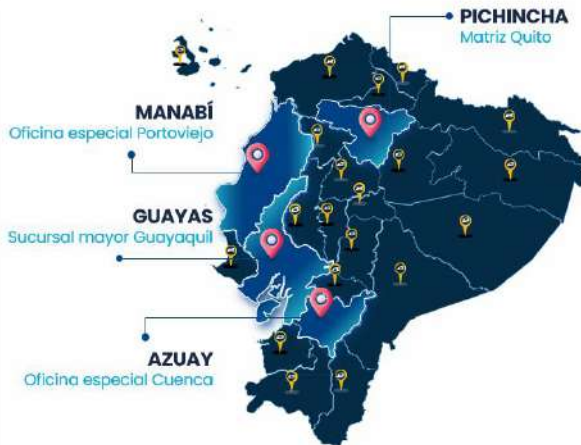 PICHINCHA
Matriz Quito
MANABÍ
Oficina especial Portoviejo
GUAYAS
Sucursal mayor Guayaquil
AZUAY
Oficina especial Cuenca